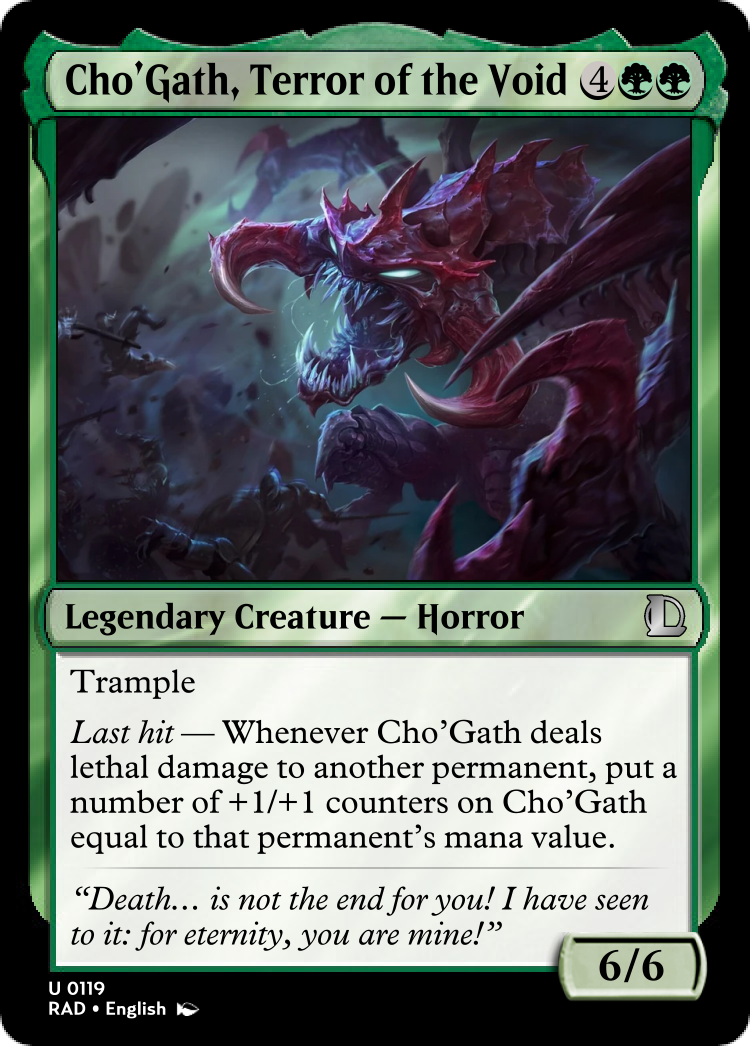 Cho’Gath, Terror of the Void 4
Legendary Creature — Horror
Trample
Last hit — Whenever Cho’Gath deals
lethal damage to another permanent, put a
number of +1/+1 counters on Cho’Gath
equal to that permanent’s mana value.
“Death… is not the end for you! I have seen
to it: for eternity, you are mine!”
6/6
U 0119
RAD • English